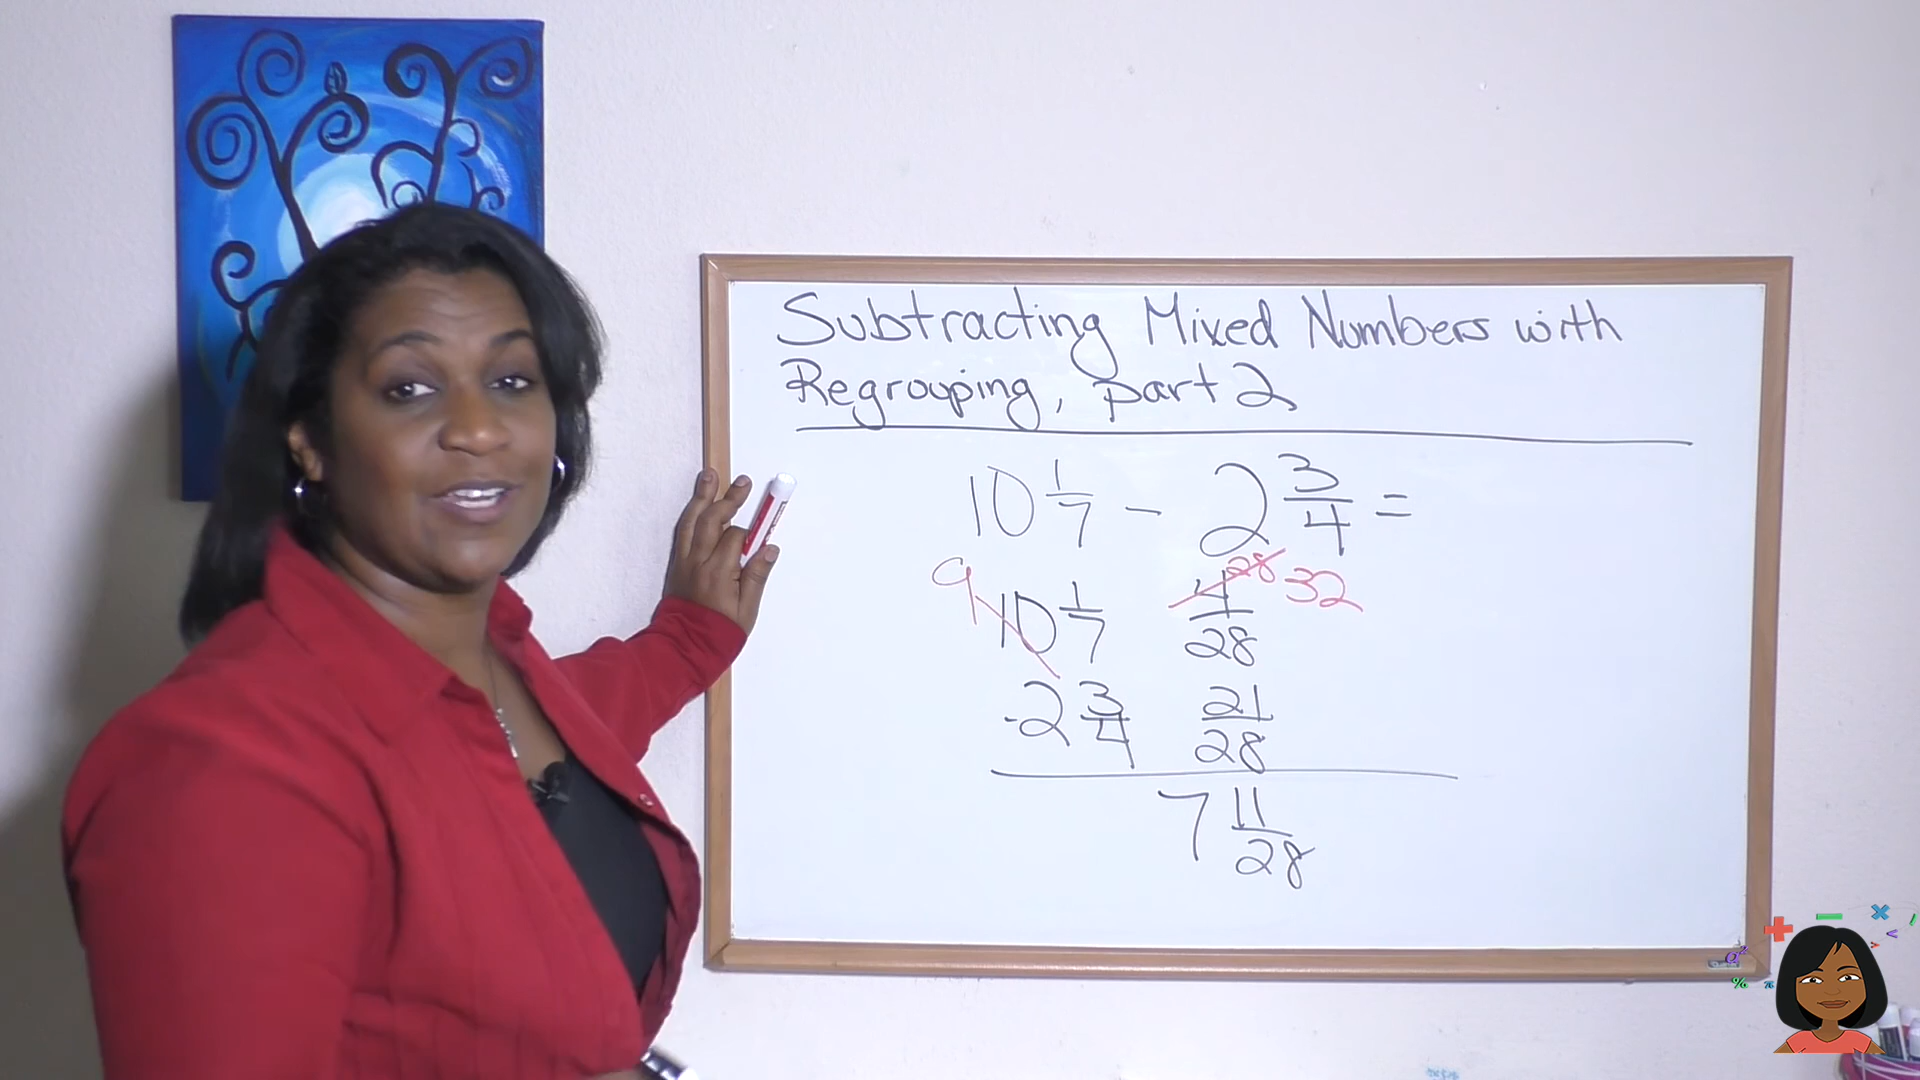 Subtracting Mixed Numbers with
Regrouping, part 2
10 1/7 - 2 3/4 =
9 10 1/7 4/28 28 32
-2 3/4 21/28
7 11/28